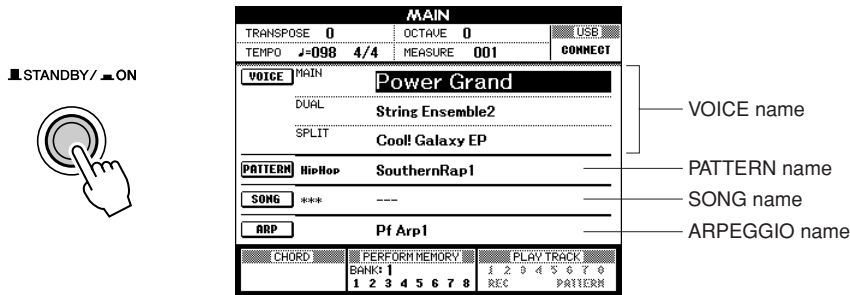 MAIN
TRANSPOSE 0 OCTAVE 0 USB
TEMPO ♩=098 4/4 MEASURE 001 CONNECT
STANDBY/ ON
VOICE MAIN Power Grand
DUAL String Ensemble2
SPLIT Cool! Galaxy EP
VOICE name
PATTERN HipHop SouthernRap1 PATTERN name
SONG *** --- SONG name
ARP Pf Arp1 ARPEGGIO name
CHORD PERFORM MEMORY PLAY TRACK
BANK: 1 1 2 3 4 5 6 7 8
1 2 3 4 5 6 7 8 REC PATTERN